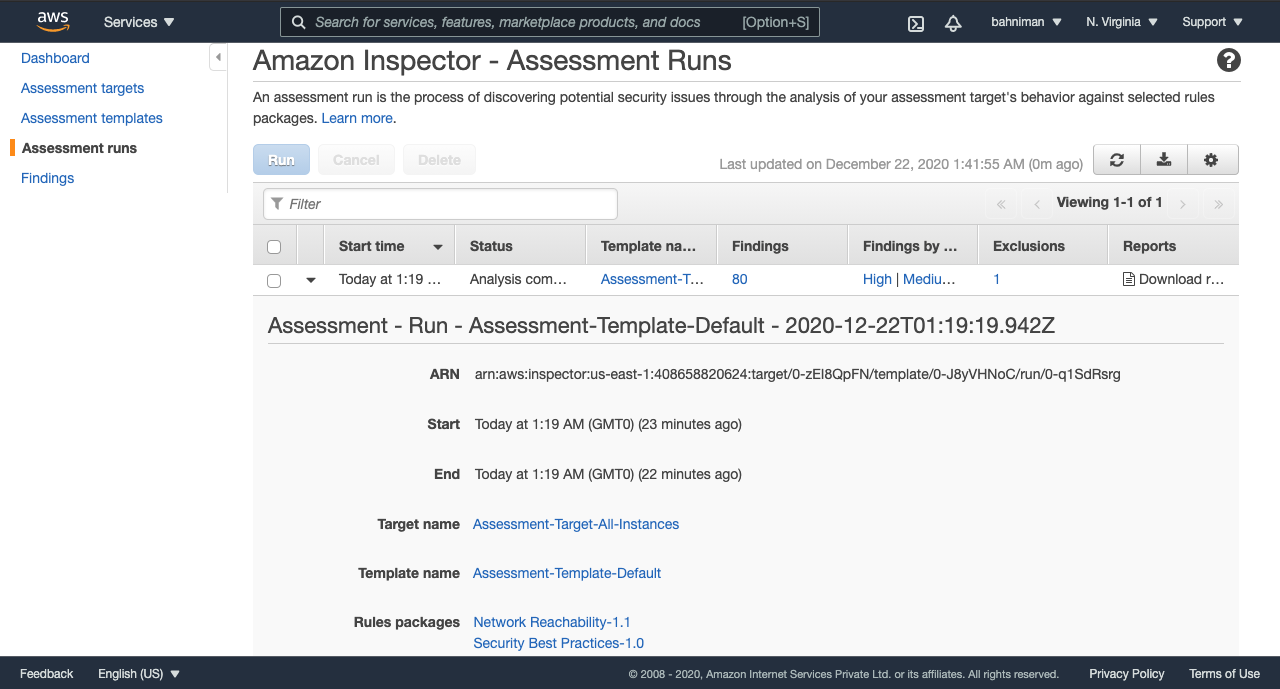 aws
Services
Search for services, features, marketplace products, and docs [Option+S]
bahniman
N. Virginia
Support
Dashboard
Assessment targets
Assessment templates
Assessment runs
Findings
Amazon Inspector - Assessment Runs
An assessment run is the process of discovering potential security issues through the analysis of your assessment target's behavior against selected rules
packages. Learn more.
Run Cancel Delete
Last updated on December 22, 2020 1:41:55 AM (0m ago)
Filter
« ‹ Viewing 1-1 of 1 › »
Start time Status Template na… Findings Findings by … Exclusions Reports
Today at 1:19 … Analysis com… Assessment-T… 80 High | Mediu… 1 Download r…
Assessment - Run - Assessment-Template-Default - 2020-12-22T01:19:19.942Z
ARN arn:aws:inspector:us-east-1:408658820624:target/0-zEI8QpFN/template/0-J8yVHNoC/run/0-q1SdRsrg
Start Today at 1:19 AM (GMT0) (23 minutes ago)
End Today at 1:19 AM (GMT0) (22 minutes ago)
Target name Assessment-Target-All-Instances
Template name Assessment-Template-Default
Rules packages Network Reachability-1.1
Security Best Practices-1.0
Feedback English (US) © 2008 - 2020, Amazon Internet Services Private Ltd. or its affiliates. All rights reserved. Privacy Policy Terms of Use